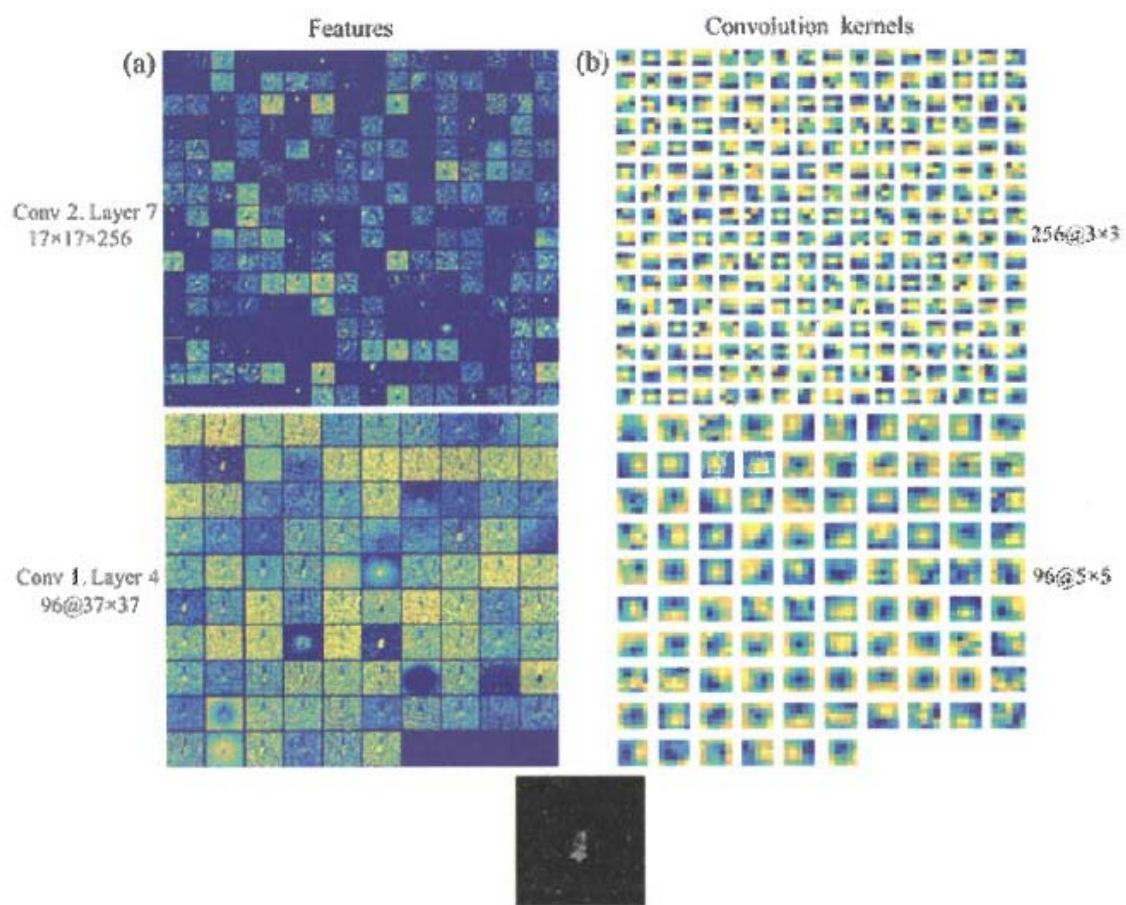 Features
Convolution kernels
(a)
(b)
Conv 2, Layer 7
17×17×256
256@3×3
Conv 1, Layer 4
96@37×37
96@5×5